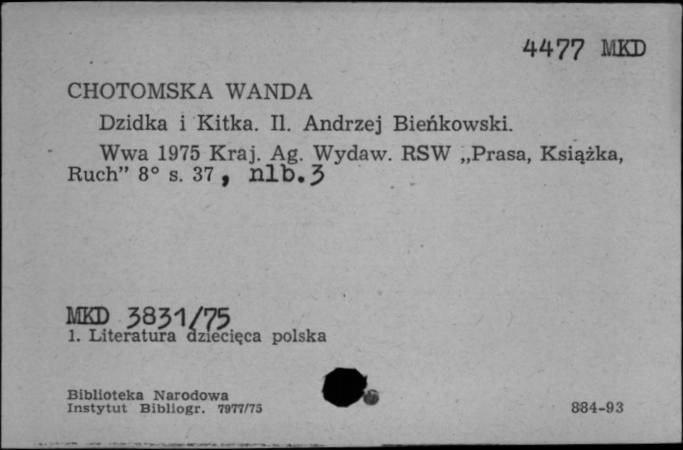 4477 MKD
CHOTOMSKA WANDA
Dzidka i Kitka. Il. Andrzej Bieńkowski.
Wwa 1975 Kraj. Ag. Wydaw. RSW „Prasa, Książka,
Ruch” 8° s. 37, nlb.3
MKD 3831/75
1. Literatura dziecięca polska
Biblioteka Narodowa
Instytut Bibliogr. 7977/75
884-93